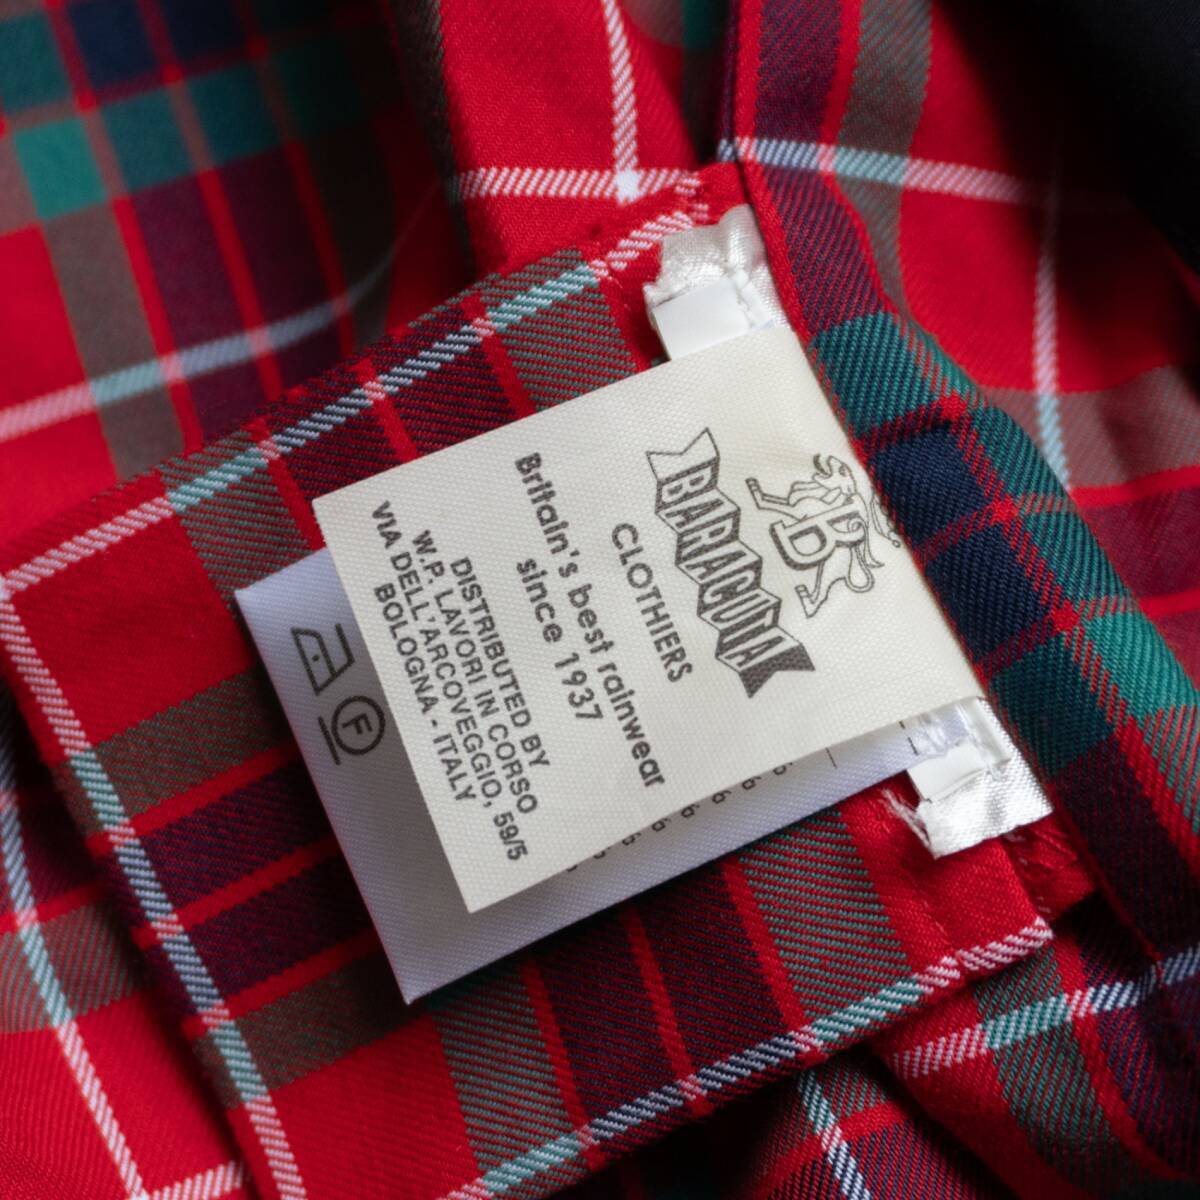 B
BARACUTA
CLOTHIERS
Britain's best rainwear
since 1937
DISTRIBUTED BY
W.P. LAVORI IN CORSO
VIA DELL'ARCOVEGGIO, 59/5
BOLOGNA - ITALY
F